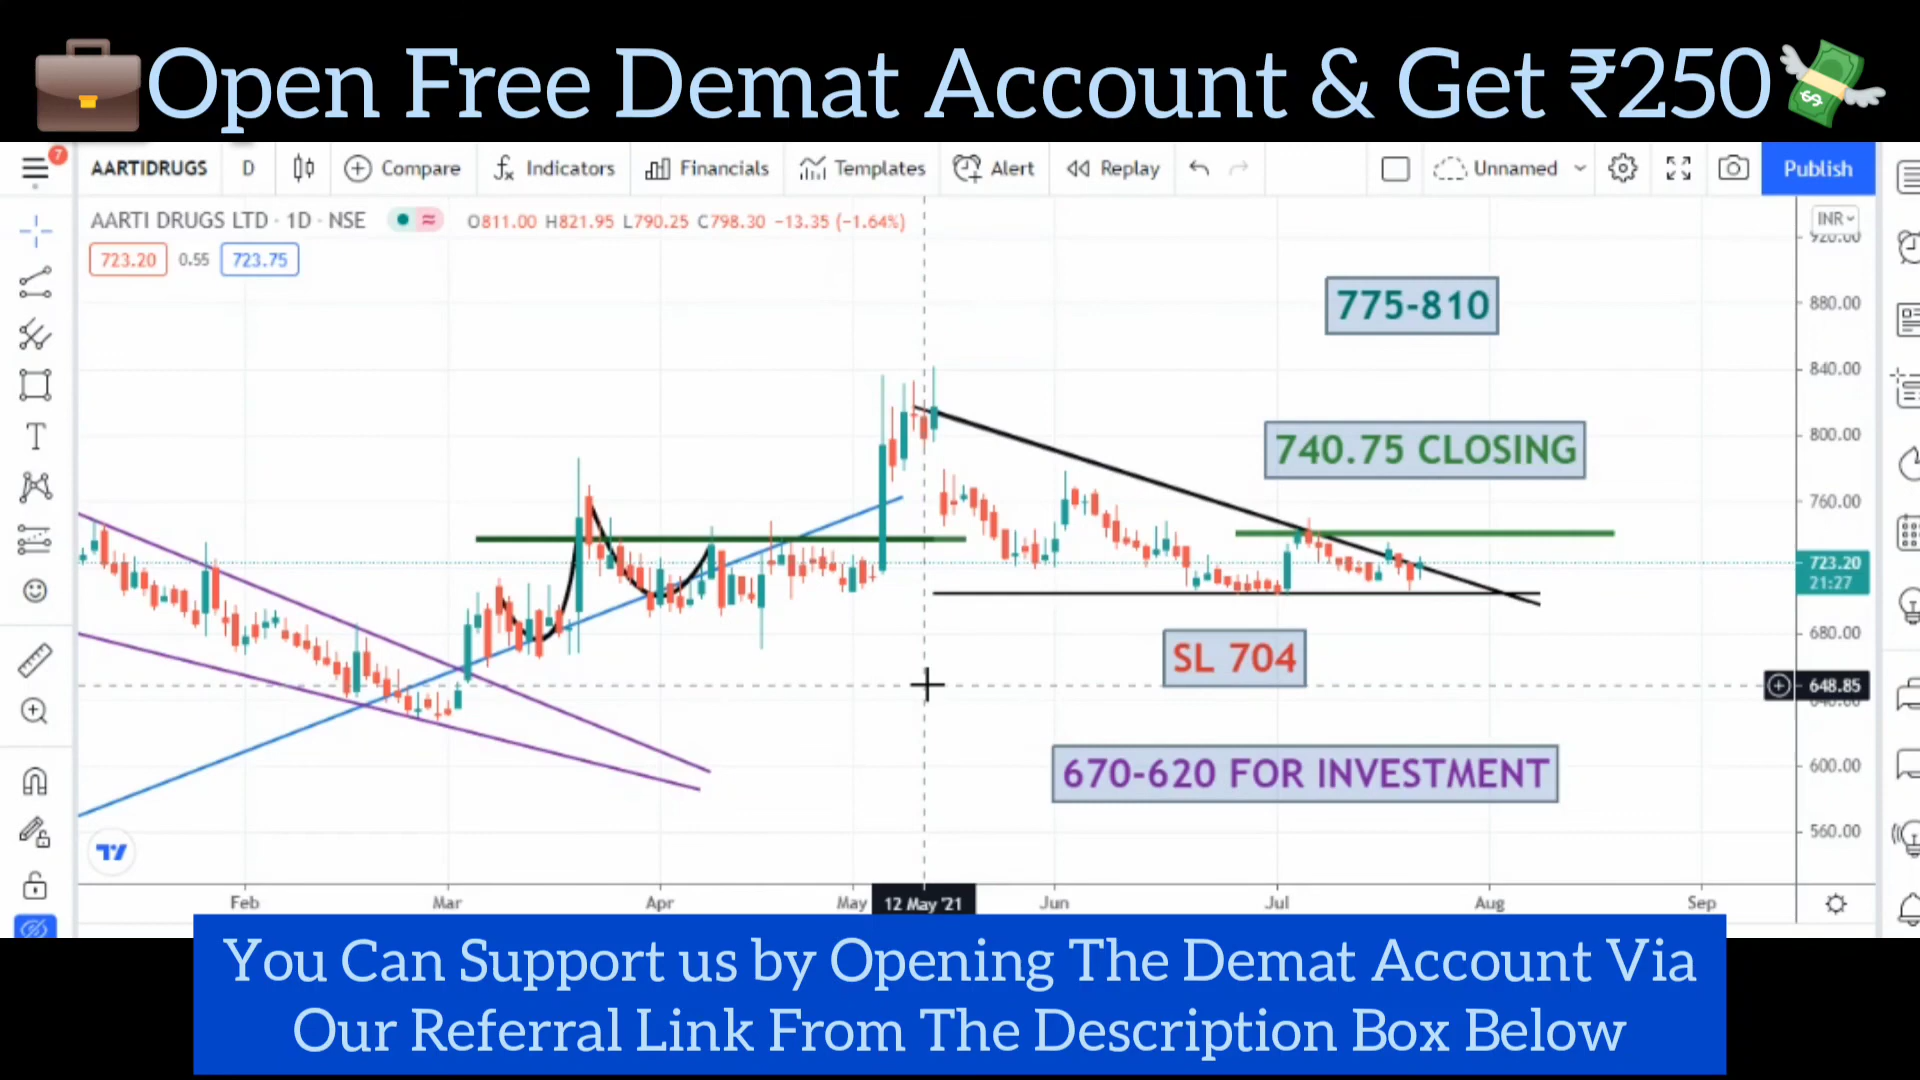 Open Free Demat Account & Get ₹250
7
AARTIDRUGS D Compare Indicators Financials Templates Alert Replay Unnamed Publish
AARTI DRUGS LTD · 1D · NSE O811.00 H821.95 L790.25 C798.30 −13.35 (−1.64%)
INR
723.20 0.55 723.75
920.00
880.00
840.00
800.00
760.00
723.20
21:27
680.00
648.85
600.00
560.00
775-810
740.75 CLOSING
SL 704
670-620 FOR INVESTMENT
Feb Mar Apr May 12 May '21 Jun Jul Aug Sep
You Can Support us by Opening The Demat Account Via
Our Referral Link From The Description Box Below